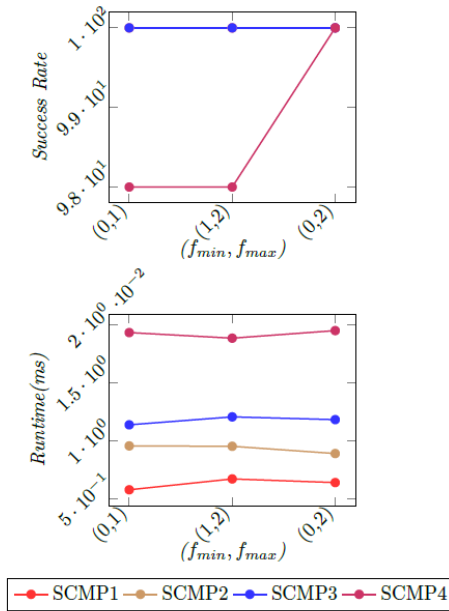 1 · 10²
9.9 · 10¹
9.8 · 10¹
Success Rate
(0,1)
(1,2)
(0,2)
(f_min, f_max)
·10⁻²
2 · 10⁰
1.5 · 10⁰
1 · 10⁰
5 · 10⁻¹
Runtime(ms)
(0,1)
(1,2)
(0,2)
(f_min, f_max)
SCMP1 SCMP2 SCMP3 SCMP4